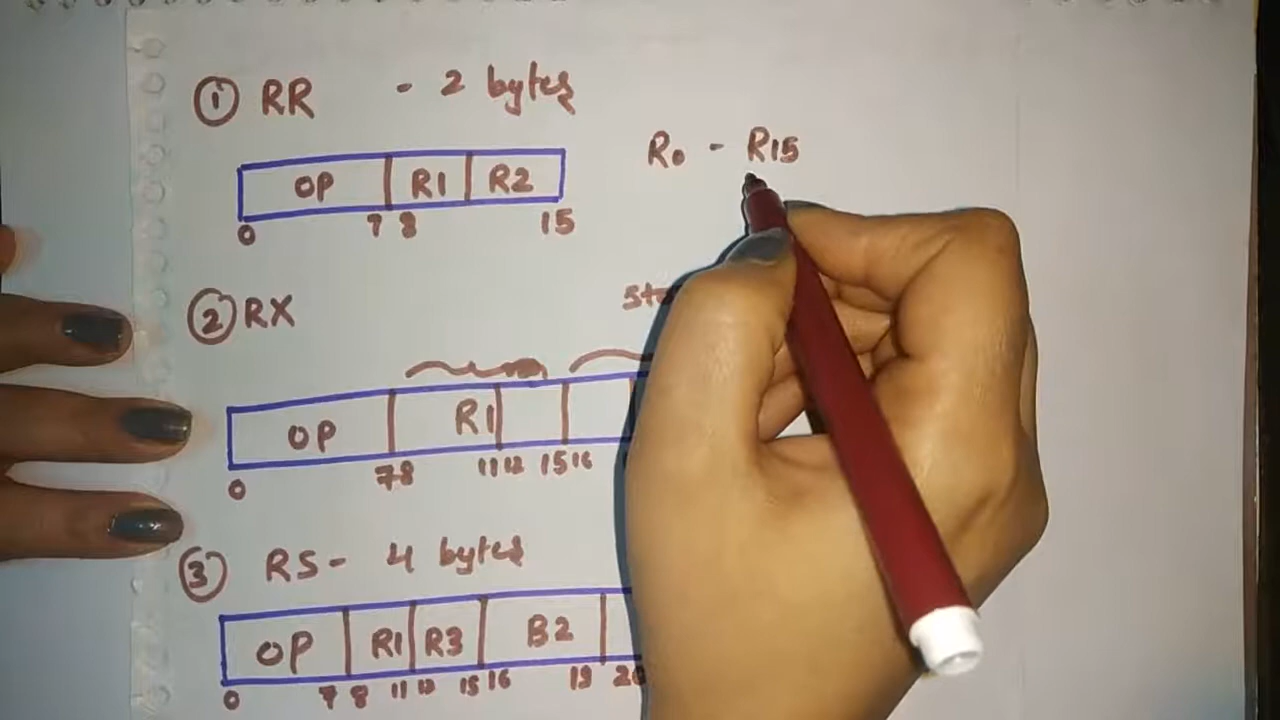 ① RR - 2 bytes
R0 - R15
OP R1 R2
0 7 8 15
② RX
OP R1
0 7 8 11 12 15 16
③ RS - 4 bytes
OP R1 R3 B2
0 7 8 11 12 15 16 19 20